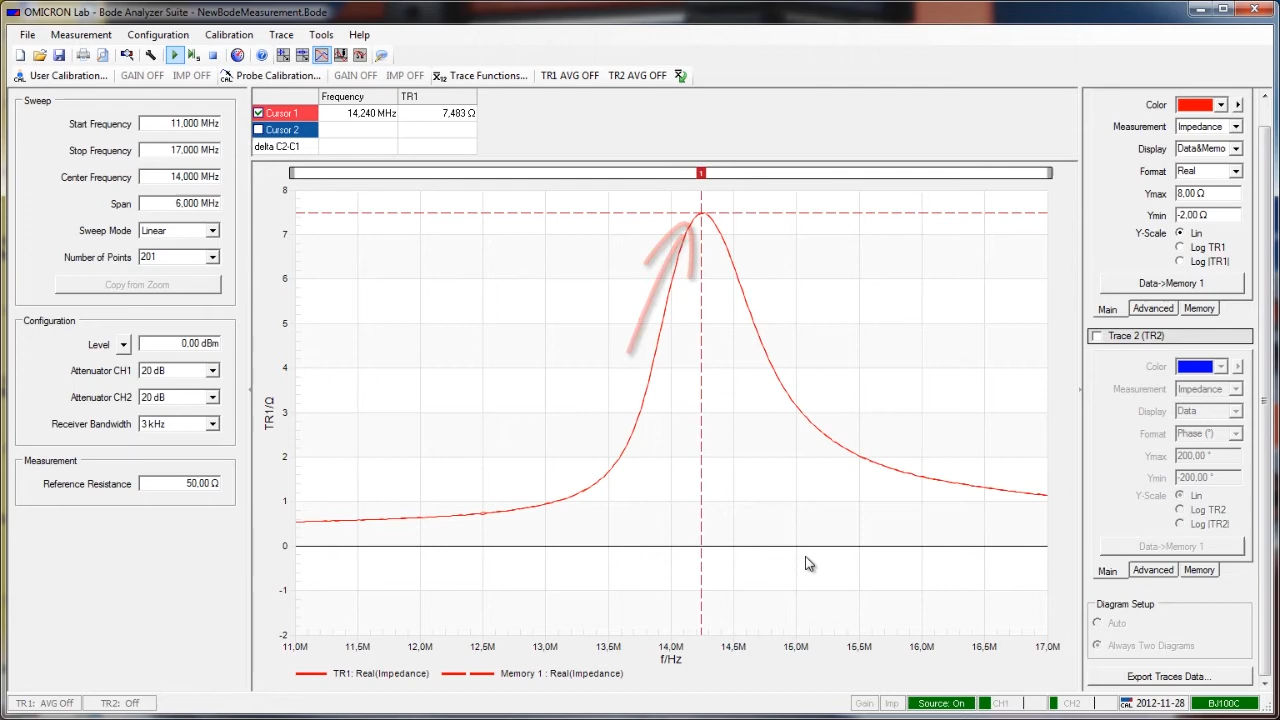 OMICRON Lab - Bode Analyzer Suite - NewBodeMeasurement.Bode
File Measurement Configuration Calibration Trace Tools Help
User Calibration... GAIN OFF IMP OFF Probe Calibration... GAIN OFF IMP OFF Trace Functions... TR1 AVG OFF TR2 AVG OFF
Sweep
Start Frequency 11,000 MHz
Stop Frequency 17,000 MHz
Center Frequency 14,000 MHz
Span 6,000 MHz
Sweep Mode Linear
Number of Points 201
Copy from Zoom
Configuration
Level 0.00 dBm
Attenuator CH1 20 dB
Attenuator CH2 20 dB
Receiver Bandwidth 3 kHz
Measurement
Reference Resistance 50,00 Ω
Frequency TR1
Cursor 1 14,240 MHz 7,483 Ω
Cursor 2
delta C2-C1
1
8
7
6
5
4
3
2
1
0
-1
-2
TR1/Ω
11,0M 11,5M 12,0M 12,5M 13,0M 13,5M 14,0M 14,5M 15,0M 15,5M 16,0M 16,5M 17,0M
f/Hz
TR1: Real(Impedance) Memory 1 : Real(Impedance)
Color
Measurement Impedance
Display Data&Memo
Format Real
Ymax 8,00 Ω
Ymin -2,00 Ω
Y-Scale Lin
Log TR1
Log |TR1|
Data->Memory 1
Main Advanced Memory
Trace 2 (TR2)
Color
Measurement Impedance
Display Data
Format Phase (°)
Ymax 200,00 °
Ymin -200,00 °
Y-Scale Lin
Log TR2
Log |TR2|
Data->Memory 1
Main Advanced Memory
Diagram Setup
Auto
Always Two Diagrams
Export Traces Data...
TR1: AVG Off TR2: Off Gain Imp Source: On CH1 CH2 CAL 2012-11-28 BJ100C